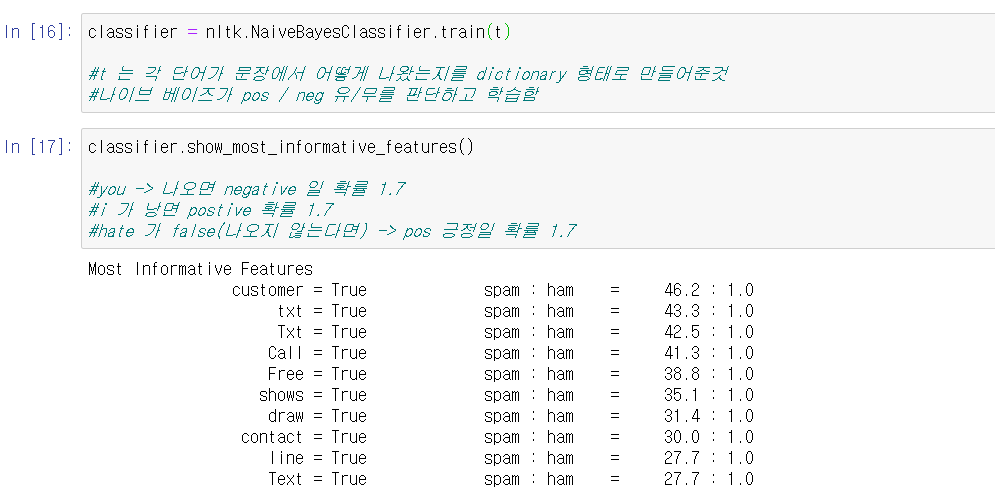 In [16]: classifier = nltk.NaiveBayesClassifier.train(t)
#t 는 각 단어가 문장에서 어떻게 나왔는지를 dictionary 형태로 만들어준것
#나이브 베이즈가 pos / neg 유/무를 판단하고 학습함
In [17]: classifier.show_most_informative_features()
#you -> 나오면 negative 일 확률 1.7
#i 가 낭면 postive 확률 1.7
#hate 가 false(나오지 않는다면) -> pos 긍정일 확률 1.7
Most Informative Features
customer = True spam : ham = 46.2 : 1.0
txt = True spam : ham = 43.3 : 1.0
Txt = True spam : ham = 42.5 : 1.0
Call = True spam : ham = 41.3 : 1.0
Free = True spam : ham = 38.8 : 1.0
shows = True spam : ham = 35.1 : 1.0
draw = True spam : ham = 31.4 : 1.0
contact = True spam : ham = 30.0 : 1.0
line = True spam : ham = 27.7 : 1.0
Text = True spam : ham = 27.7 : 1.0